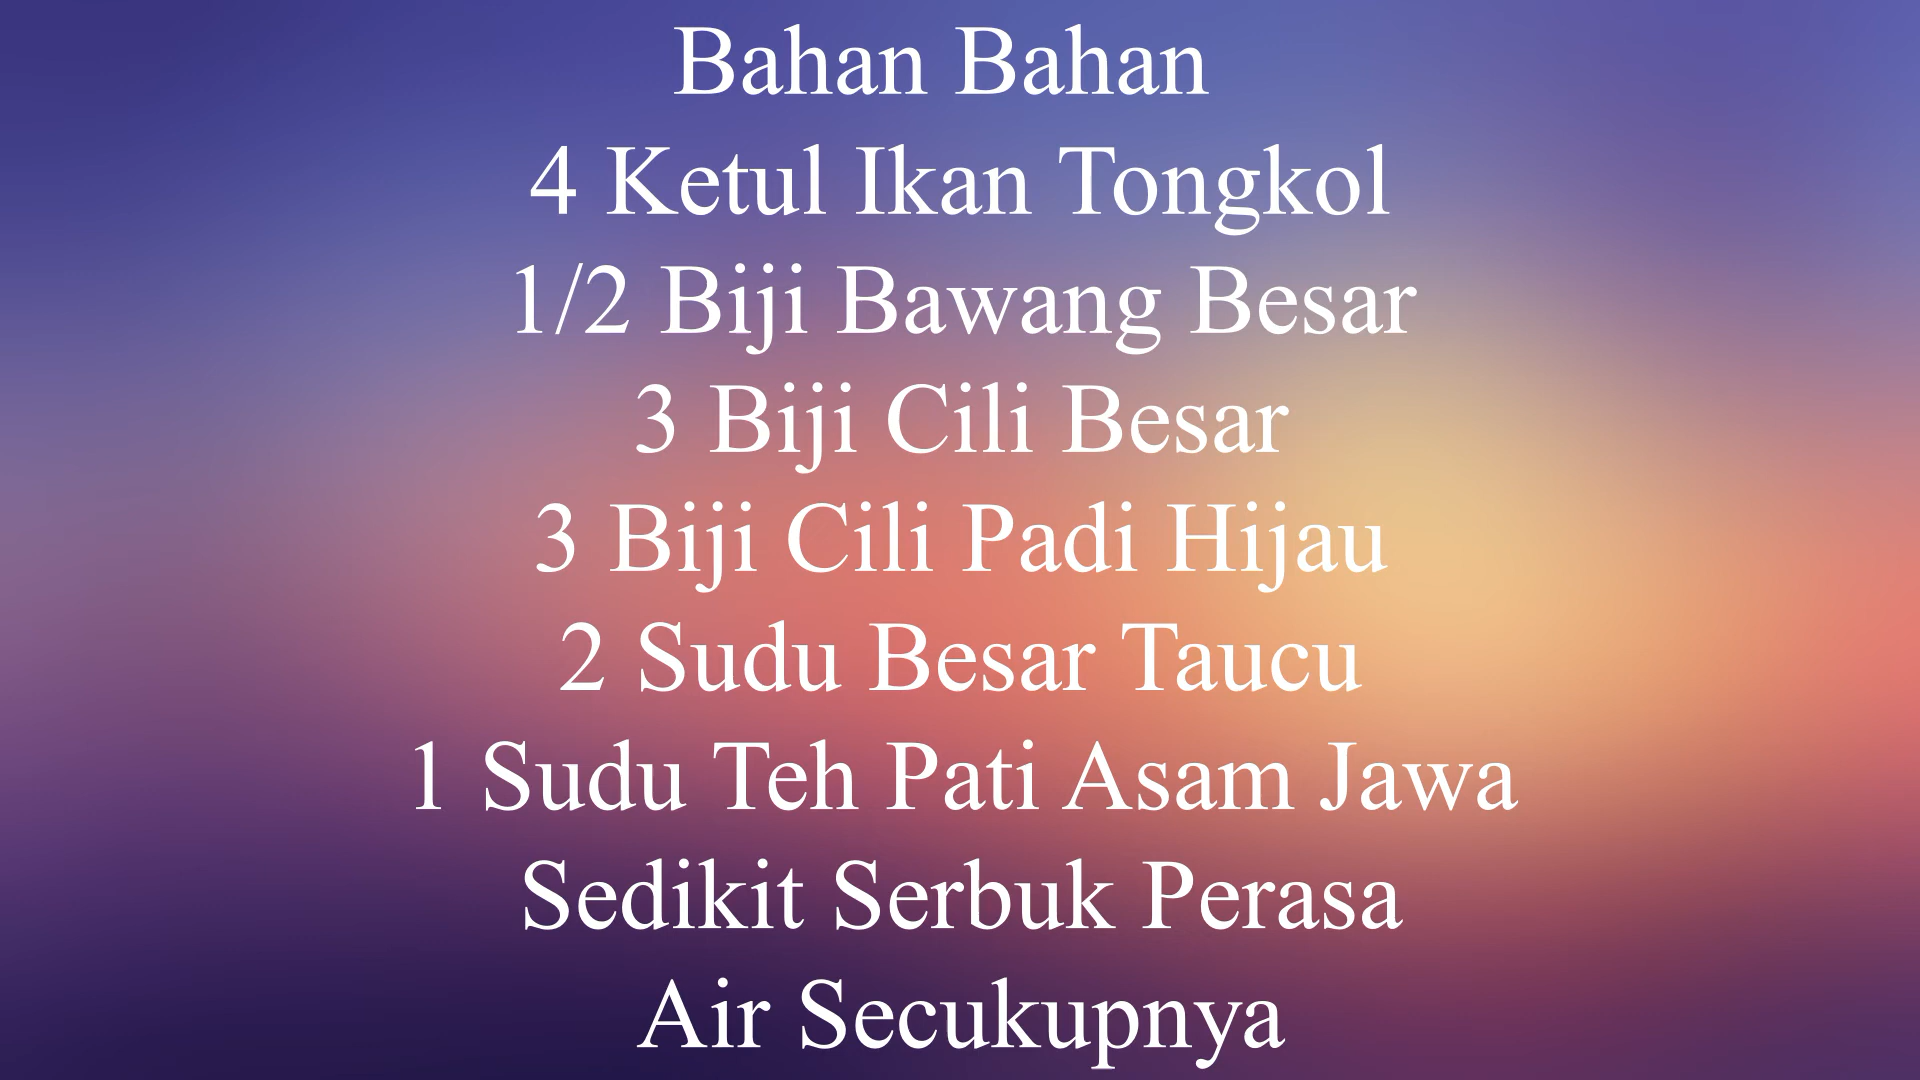 Bahan Bahan
4 Ketul Ikan Tongkol
1/2 Biji Bawang Besar
3 Biji Cili Besar
3 Biji Cili Padi Hijau
2 Sudu Besar Taucu
1 Sudu Teh Pati Asam Jawa
Sedikit Serbuk Perasa
Air Secukupnya